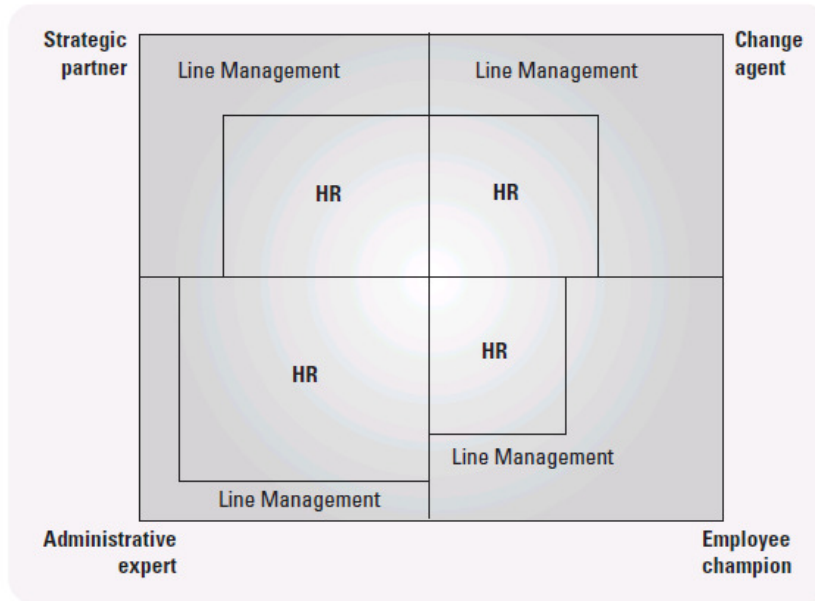 Strategic
partner
Line Management
Line Management
Change
agent
HR
HR
HR
HR
Line Management
Line Management
Administrative
expert
Employee
champion